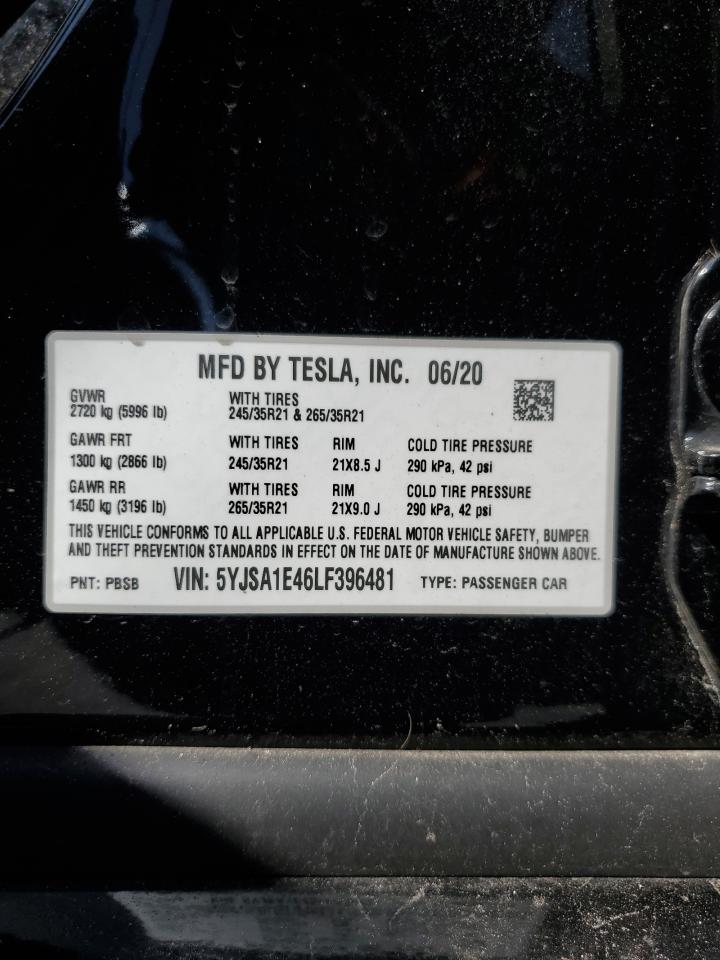 MFD BY TESLA, INC. 06/20
GVWR WITH TIRES
2720 kg (5996 lb) 245/35R21 & 265/35R21
GAWR FRT WITH TIRES RIM COLD TIRE PRESSURE
1300 kg (2866 lb) 245/35R21 21X8.5 J 290 kPa, 42 psi
GAWR RR WITH TIRES RIM COLD TIRE PRESSURE
1450 kg (3196 lb) 265/35R21 21X9.0 J 290 kPa, 42 psi
THIS VEHICLE CONFORMS TO ALL APPLICABLE U.S. FEDERAL MOTOR VEHICLE SAFETY, BUMPER
AND THEFT PREVENTION STANDARDS IN EFFECT ON THE DATE OF MANUFACTURE SHOWN ABOVE.
PNT: PBSB VIN: 5YJSA1E46LF396481 TYPE: PASSENGER CAR